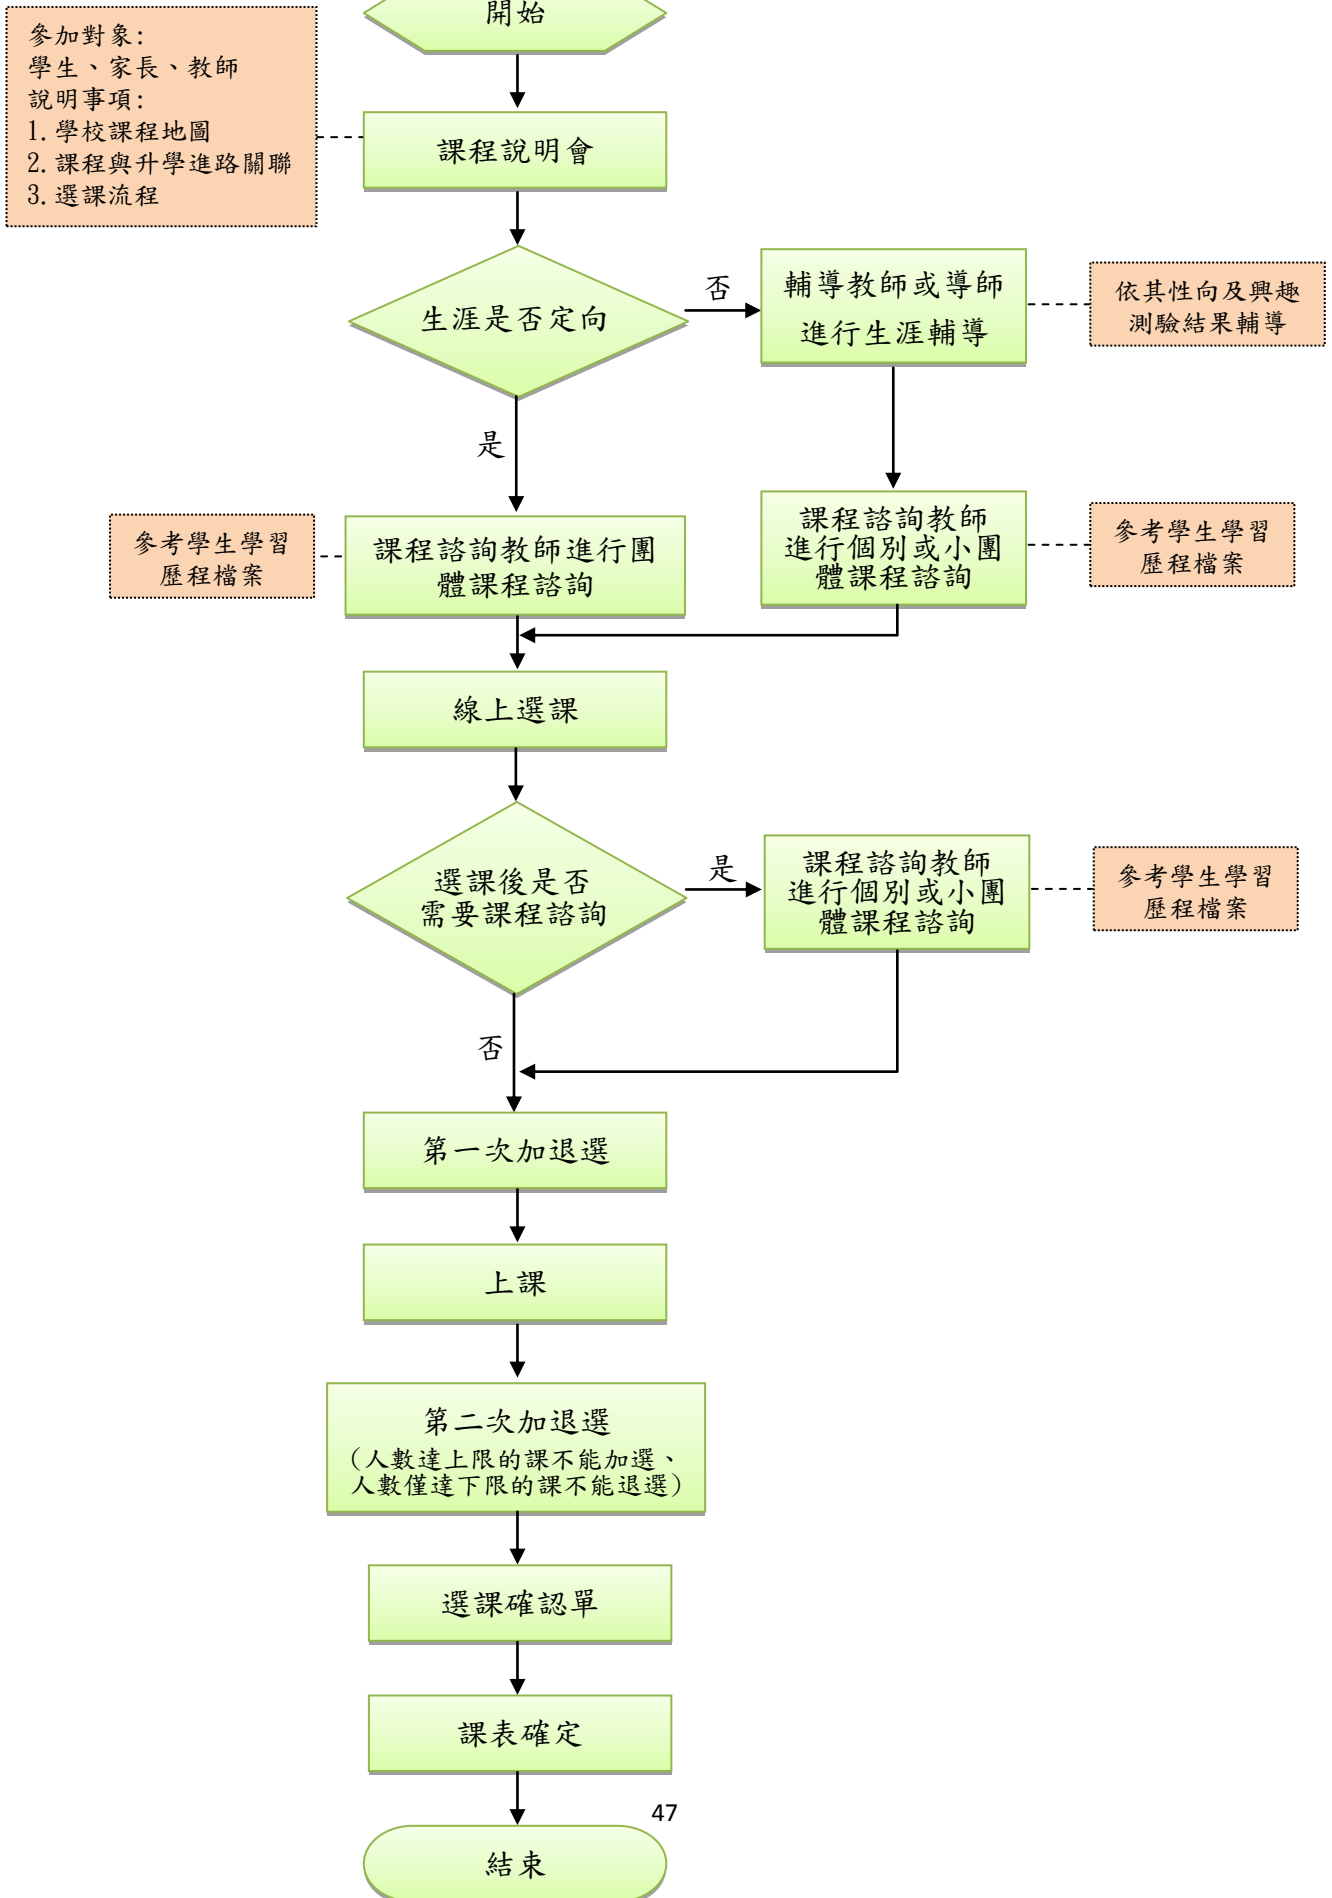 開始
參加對象:
學生、家長、教師
說明事項:
1.學校課程地圖
2.課程與升學進路關聯
3.選課流程
課程說明會
生涯是否定向
否
輔導教師或導師
進行生涯輔導
依其性向及興趣
測驗結果輔導
是
參考學生學習
歷程檔案
課程諮詢教師進行團
體課程諮詢
課程諮詢教師
進行個別或小團
體課程諮詢
參考學生學習
歷程檔案
線上選課
選課後是否
需要課程諮詢
是
課程諮詢教師
進行個別或小團
體課程諮詢
參考學生學習
歷程檔案
否
第一次加退選
上課
第二次加退選
(人數達上限的課不能加選、
人數僅達下限的課不能退選)
選課確認單
課表確定
47
結束